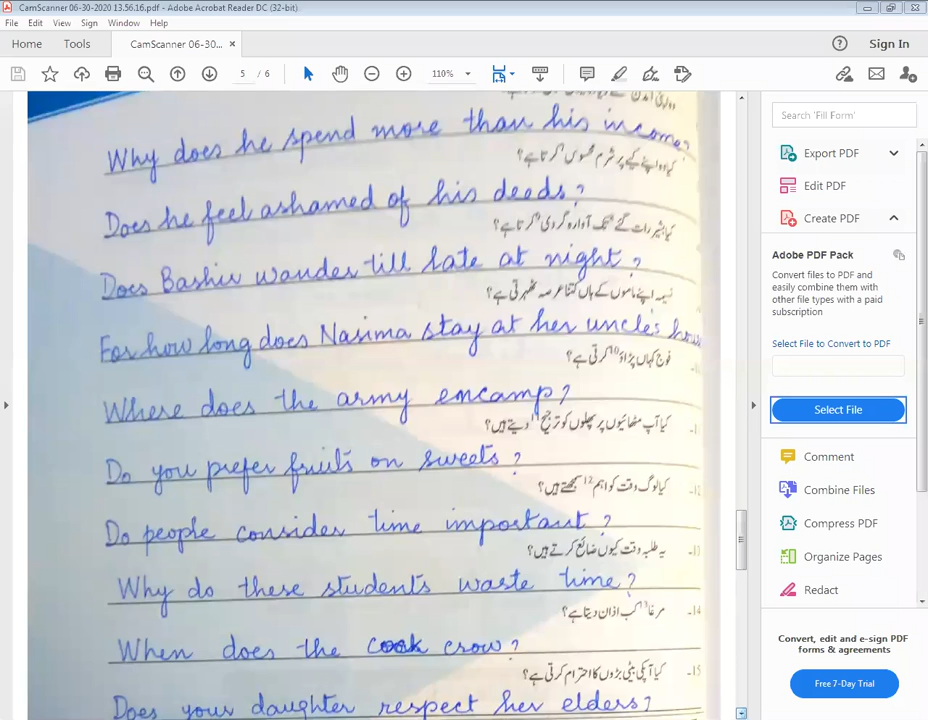 CamScanner 06-30-2020 13.56.16.pdf - Adobe Acrobat Reader DC (32-bit)
File Edit View Sign Window Help
Home Tools CamScanner 06-30... × Sign In
5 / 6 110%
Why does he spend more than his income?
کیا وہ اپنے کیے پر شرم محسوس کرتا ہے؟
Does he feel ashamed of his deeds?
کیا بشیر رات گئے تک آوارہ گردی کرتا ہے؟
Does Bashir wander till late at night?
نسیمہ اپنے ماموں کے ہاں کتنا عرصہ ٹھہرتی ہے؟
For how long does Nasima stay at her uncle's hou
فوج کہاں پڑاؤ10 کرتی ہے؟
Where does the army encamp?
کیا آپ مٹھائیوں پر پھلوں کو ترجیح11 دیتے ہیں؟
Do you prefer fruits on sweets?
12۔ کیا لوگ وقت کو اہم12 سمجھتے ہیں؟
Do people consider time important?
13۔ یہ طلبہ وقت کیوں ضائع کرتے ہیں؟
Why do these students waste time?
14۔ مرغا13 کب اذان دیتا ہے؟
When does the cook crow?
15۔ کیا آپکی بیٹی بڑوں کا احترام کرتی ہے؟
Does your daughter respect her elders?
Search 'Fill Form'
Export PDF
Edit PDF
Create PDF
Adobe PDF Pack
Convert files to PDF and
easily combine them with
other file types with a paid
subscription
Select File to Convert to PDF
Select File
Comment
Combine Files
Compress PDF
Organize Pages
Redact
Convert, edit and e-sign PDF
forms & agreements
Free 7-Day Trial